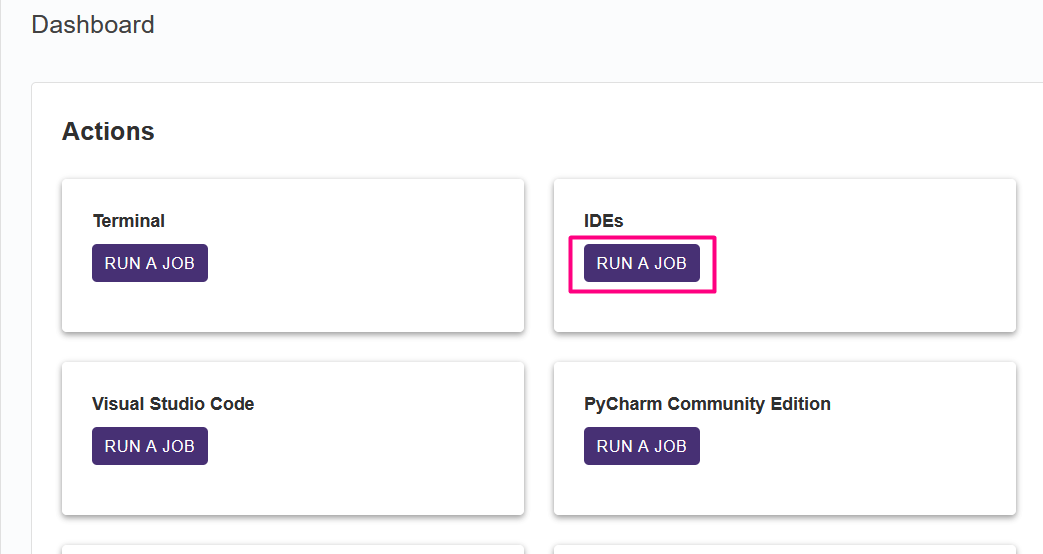 Dashboard
Actions
Terminal
RUN A JOB
IDEs
RUN A JOB
Visual Studio Code
RUN A JOB
PyCharm Community Edition
RUN A JOB